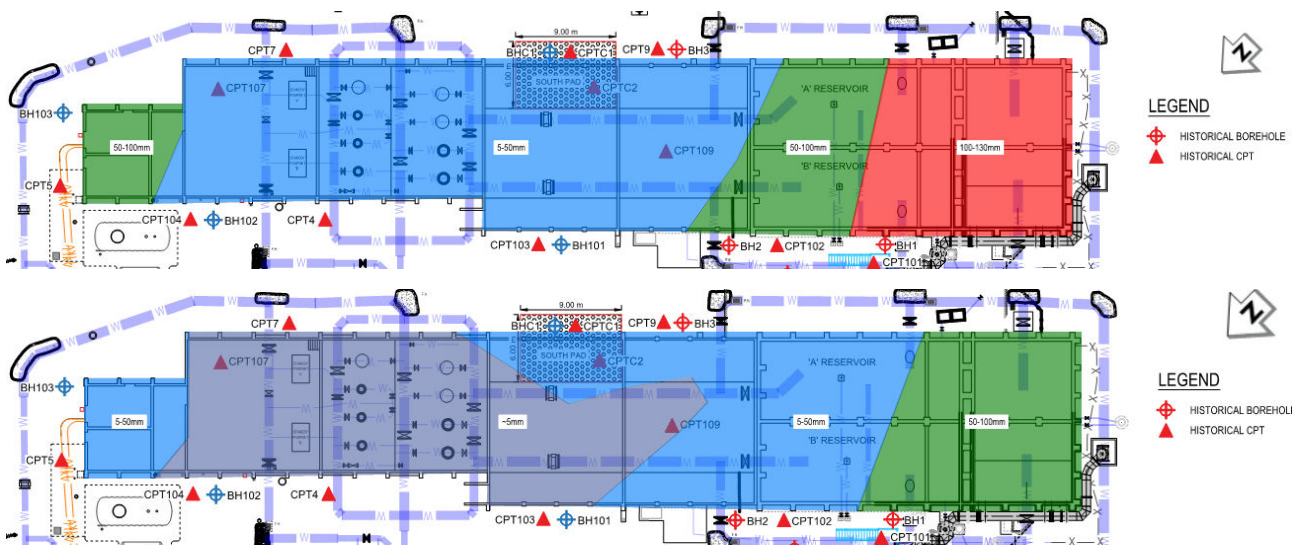 9.00 m
CPT7
BHC1
CPTC1
CPT9
BH3
6.00 m
SOUTH PAD
CPT107
CPTC2
'A' RESERVOIR
BH103
50-100mm
5-50mm
CPT109
50-100mm
100-130mm
'B' RESERVOIR
CPT5
CPT104
BH102
CPT4
CPT103
BH101
BH2
CPT102
BH1
CPT101
N
LEGEND
HISTORICAL BOREHOLE
HISTORICAL CPT
9.00 m
CPT7
BHC1
CPTC1
CPT9
BH3
6.00 m
SOUTH PAD
CPT107
CPTC2
'A' RESERVOIR
BH103
5-50mm
~5mm
CPT109
5-50mm
50-100mm
'B' RESERVOIR
CPT5
CPT104
BH102
CPT4
CPT103
BH101
BH2
CPT102
BH1
CPT101
N
LEGEND
HISTORICAL BOREHOLE
HISTORICAL CPT